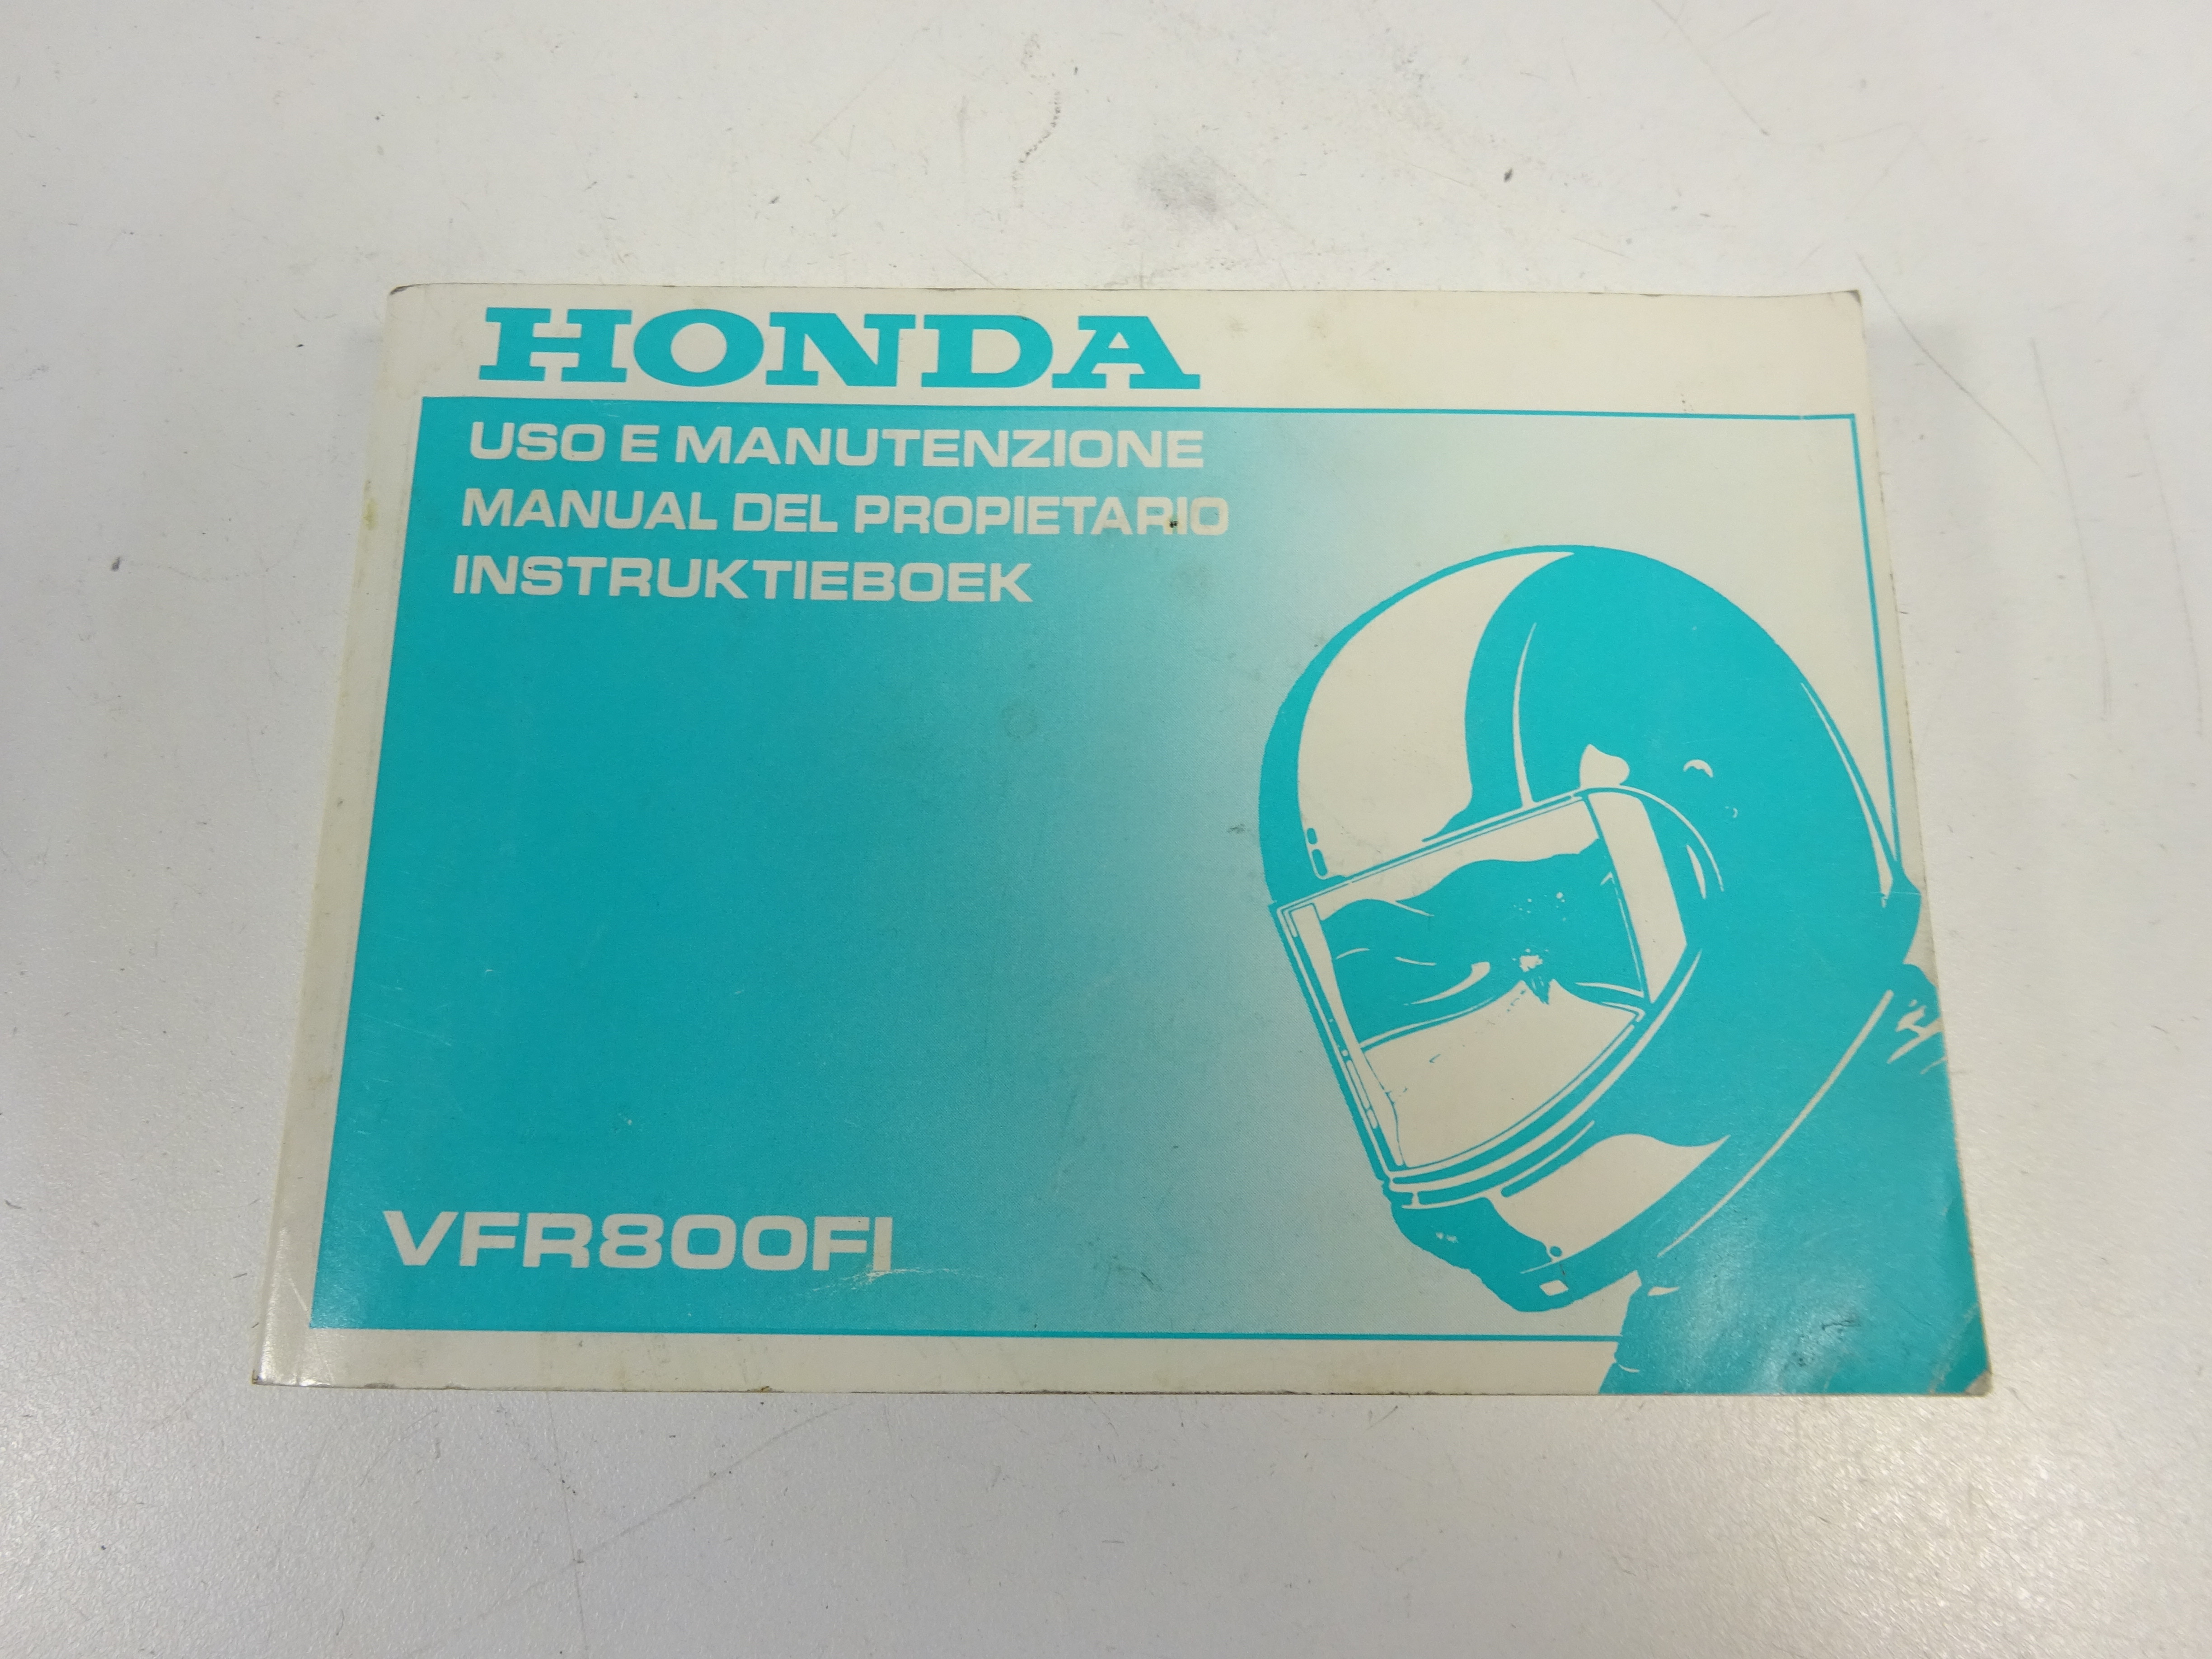 HONDA
USO E MANUTENZIONE
MANUAL DEL PROPIETARIO
INSTRUKTIEBOEK
VFR800FI